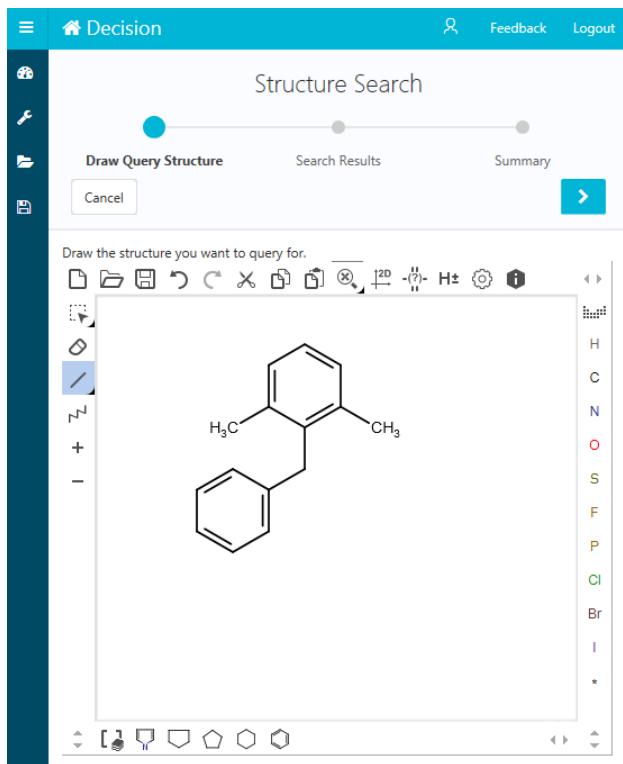 Decision Feedback Logout
Structure Search
Draw Query Structure Search Results Summary
Cancel
Draw the structure you want to query for.
2D -(?)- H±
H
C
N
O
S
F
P
Cl
Br
I
*
H₃C CH₃